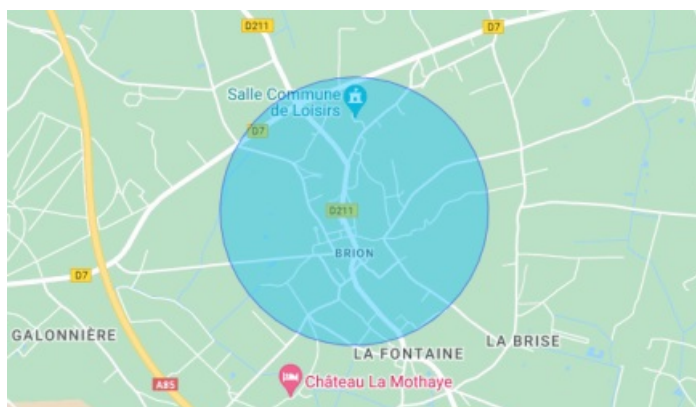 D211
D7
Salle Commune
de Loisirs
D7
D211
BRION
D7
GALONNIÈRE
LA BRISE
LA FONTAINE
A85
Château La Mothaye